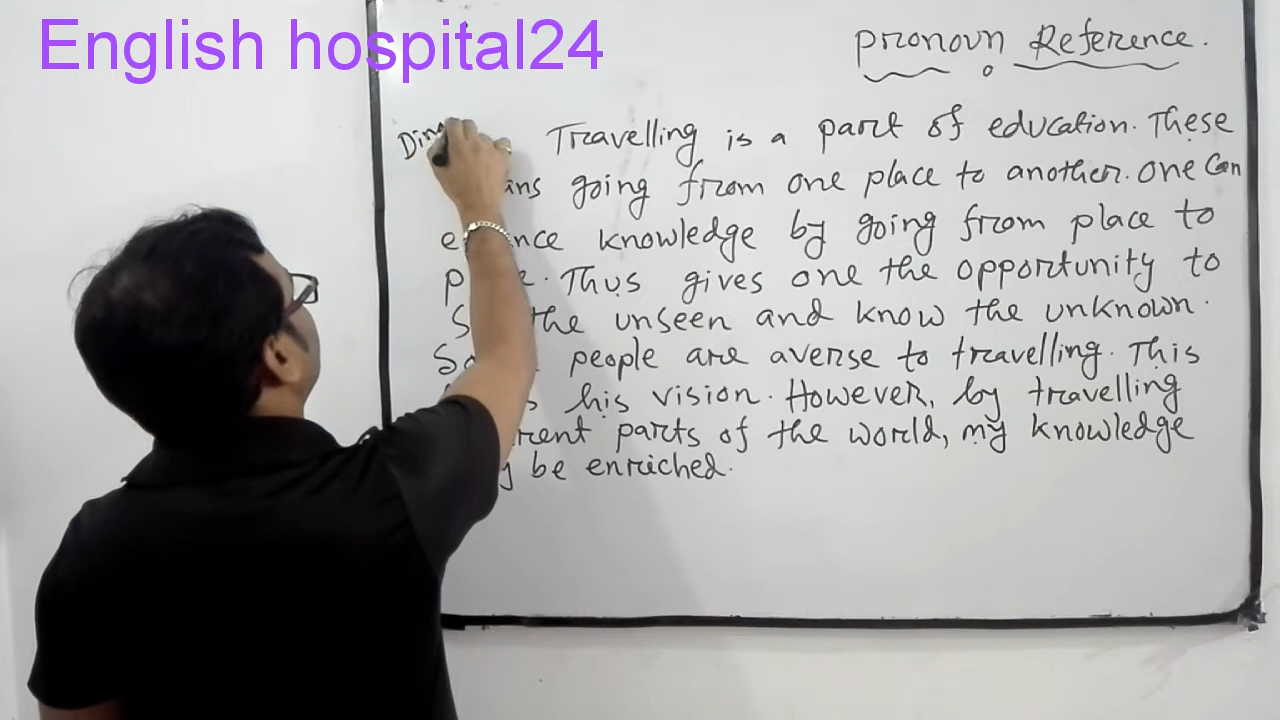 English hospital24
Pronoun Reference.
Travelling is a part of education. These
going from one place to another. One can
knowledge by going from place to
Thus gives one the opportunity to
the unseen and know the unknown.
people are averse to travelling. This
his vision. However, by travelling
parts of the world, my knowledge
be enriched.